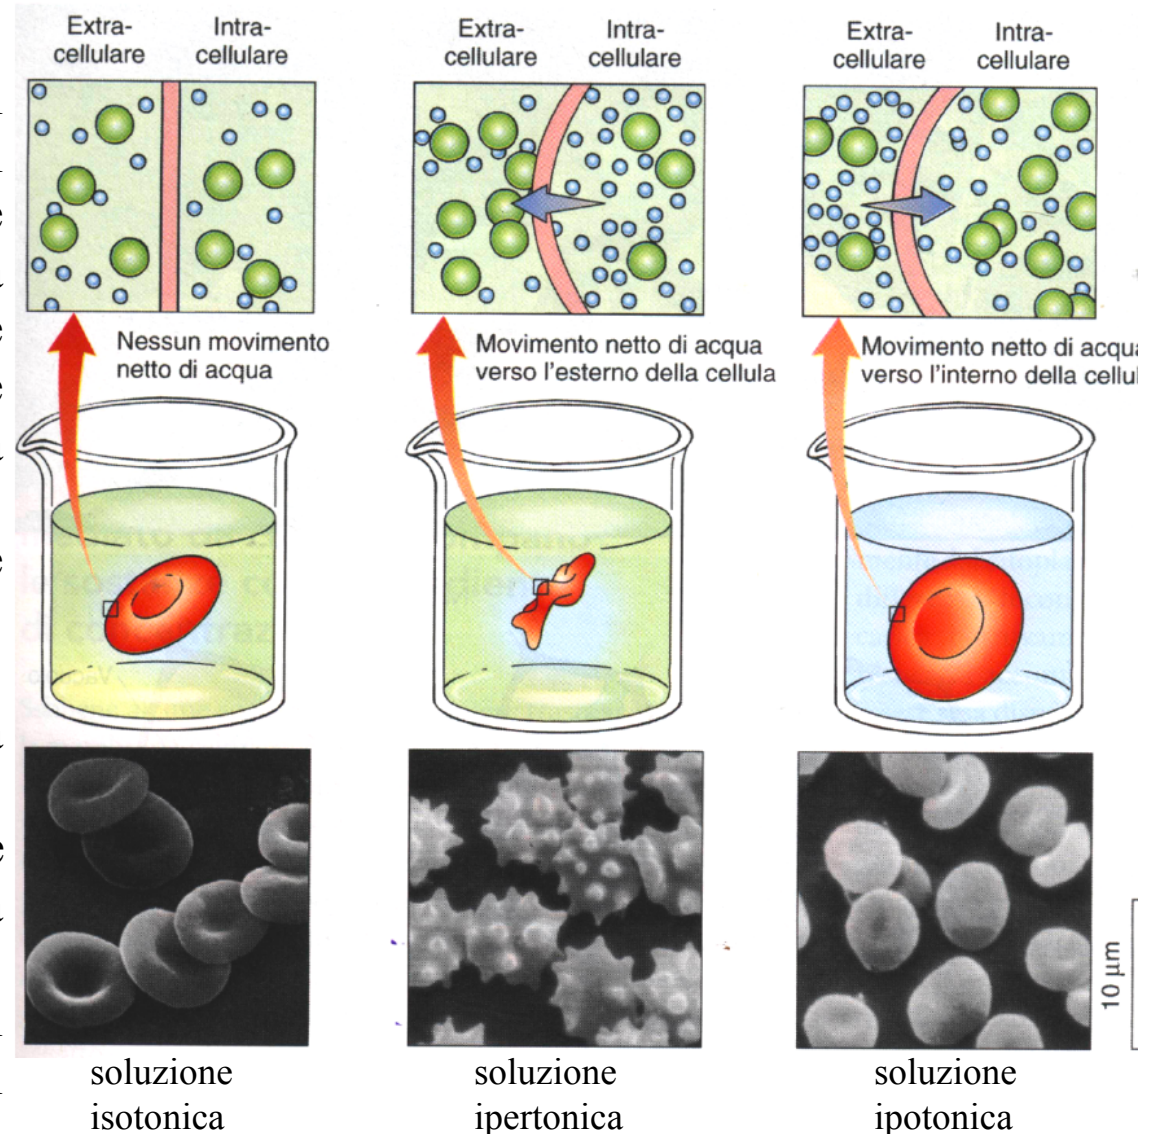 Extra-
cellulare
Intra-
cellulare
Extra-
cellulare
Intra-
cellulare
Extra-
cellulare
Intra-
cellulare
Nessun movimento
netto di acqua
Movimento netto di acqua
verso l'esterno della cellula
Movimento netto di acqua
verso l'interno della
10 µm
soluzione
isotonica
soluzione
ipertonica
soluzione
ipotonica